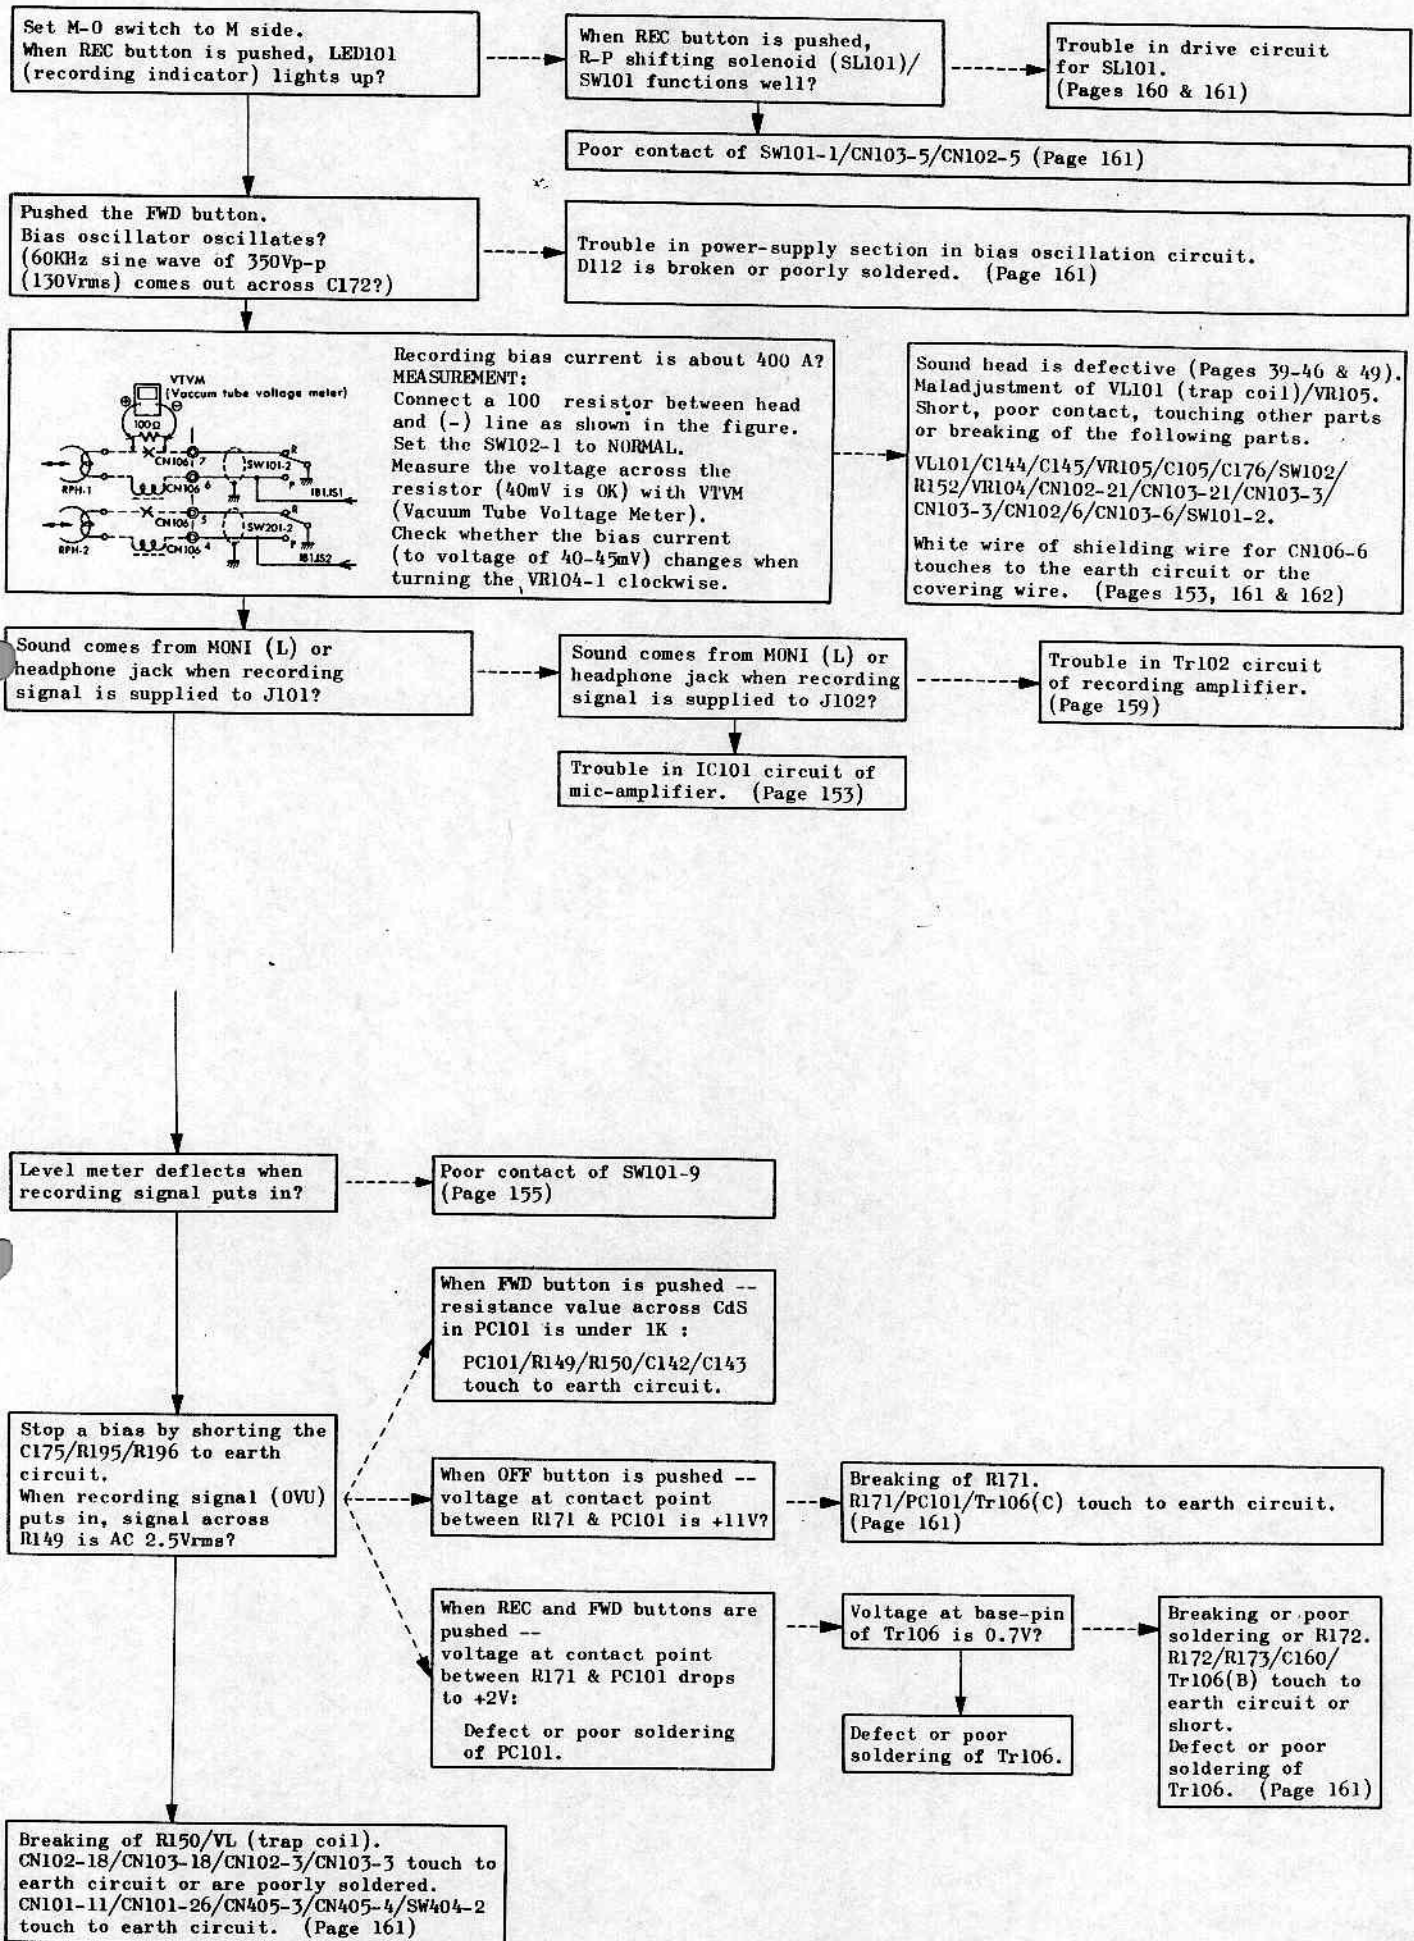 Set M-O switch to M side.
When REC button is pushed, LED101
(recording indicator) lights up?
When REC button is pushed,
R-P shifting solenoid (SL101)/
SW101 functions well?
Trouble in drive circuit
for SL101.
(Pages 160 & 161)
Poor contact of SW101-1/CN103-5/CN102-5 (Page 161)
Pushed the FWD button.
Bias oscillator oscillates?
(60KHz sine wave of 350Vp-p
(130Vrms) comes out across C172?)
Trouble in power-supply section in bias oscillation circuit.
D112 is broken or poorly soldered. (Page 161)
VTVM
(Vaccum tube voltage meter)
⊕ ⊖
100Ω
CN106 7
SW101-2
R
P
RPH-1
CN106 6
IB1.IS1
CN106 5
SW201-2
R
P
RPH-2
CN106 4
IB1.IS2
Recording bias current is about 400 A?
MEASUREMENT:
Connect a 100 resistor between head
and (-) line as shown in the figure.
Set the SW102-1 to NORMAL.
Measure the voltage across the
resistor (40mV is OK) with VTVM
(Vacuum Tube Voltage Meter).
Check whether the bias current
(to voltage of 40-45mV) changes when
turning the VR104-1 clockwise.
Sound head is defective (Pages 39-46 & 49).
Maladjustment of VL101 (trap coil)/VR105.
Short, poor contact, touching other parts
or breaking of the following parts.
VL101/C144/C145/VR105/C105/C176/SW102/
R152/VR104/CN102-21/CN103-21/CN103-3/
CN103-3/CN102/6/CN103-6/SW101-2.
White wire of shielding wire for CN106-6
touches to the earth circuit or the
covering wire. (Pages 153, 161 & 162)
Sound comes from MONI (L) or
headphone jack when recording
signal is supplied to J101?
Sound comes from MONI (L) or
headphone jack when recording
signal is supplied to J102?
Trouble in Tr102 circuit
of recording amplifier.
(Page 159)
Trouble in IC101 circuit of
mic-amplifier. (Page 153)
Level meter deflects when
recording signal puts in?
Poor contact of SW101-9
(Page 155)
When FWD button is pushed --
resistance value across CdS
in PC101 is under 1K :
PC101/R149/R150/C142/C143
touch to earth circuit.
Stop a bias by shorting the
C175/R195/R196 to earth
circuit.
When recording signal (OVU)
puts in, signal across
R149 is AC 2.5Vrms?
When OFF button is pushed --
voltage at contact point
between R171 & PC101 is +11V?
Breaking of R171.
R171/PC101/Tr106(C) touch to earth circuit.
(Page 161)
When REC and FWD buttons are
pushed --
voltage at contact point
between R171 & PC101 drops
to +2V:
Defect or poor soldering
of PC101.
Voltage at base-pin
of Tr106 is 0.7V?
Breaking or poor
soldering or R172.
R172/R173/C160/
Tr106(B) touch to
earth circuit or
short.
Defect or poor
soldering of
Tr106. (Page 161)
Defect or poor
soldering of Tr106.
Breaking of R150/VL (trap coil).
CN102-18/CN103-18/CN102-3/CN103-3 touch to
earth circuit or are poorly soldered.
CN101-11/CN101-26/CN405-3/CN405-4/SW404-2
touch to earth circuit. (Page 161)